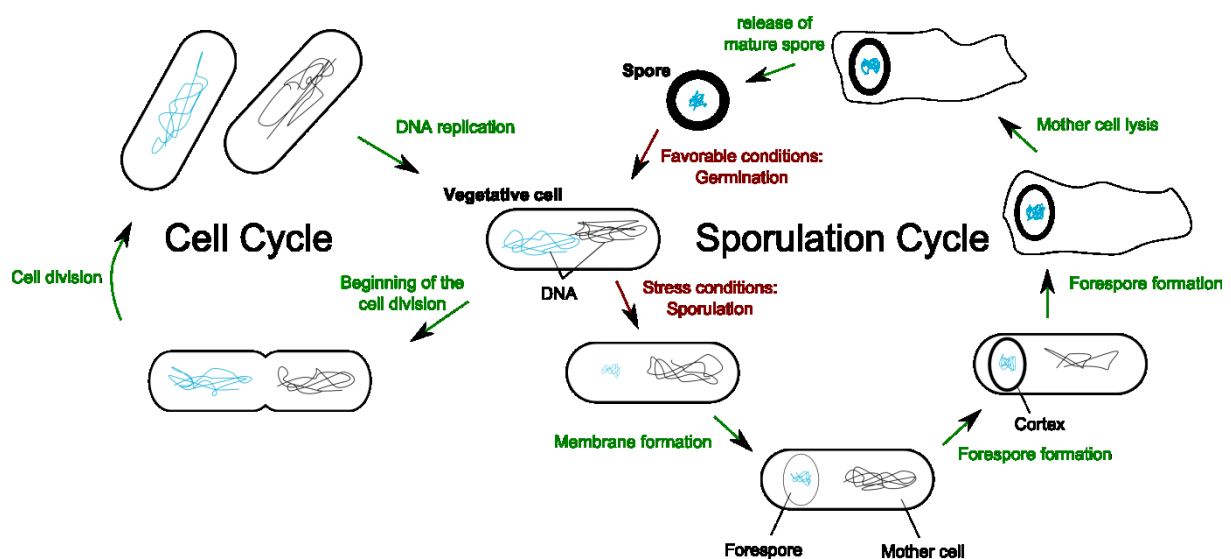 release of
mature spore
Spore
DNA replication
Mother cell lysis
Favorable conditions:
Germination
Vegetative cell
Cell Cycle
Sporulation Cycle
Cell division
Beginning of the
cell division
DNA
Stress conditions:
Sporulation
Forespore formation
Membrane formation
Cortex
Forespore formation
Forespore
Mother cell